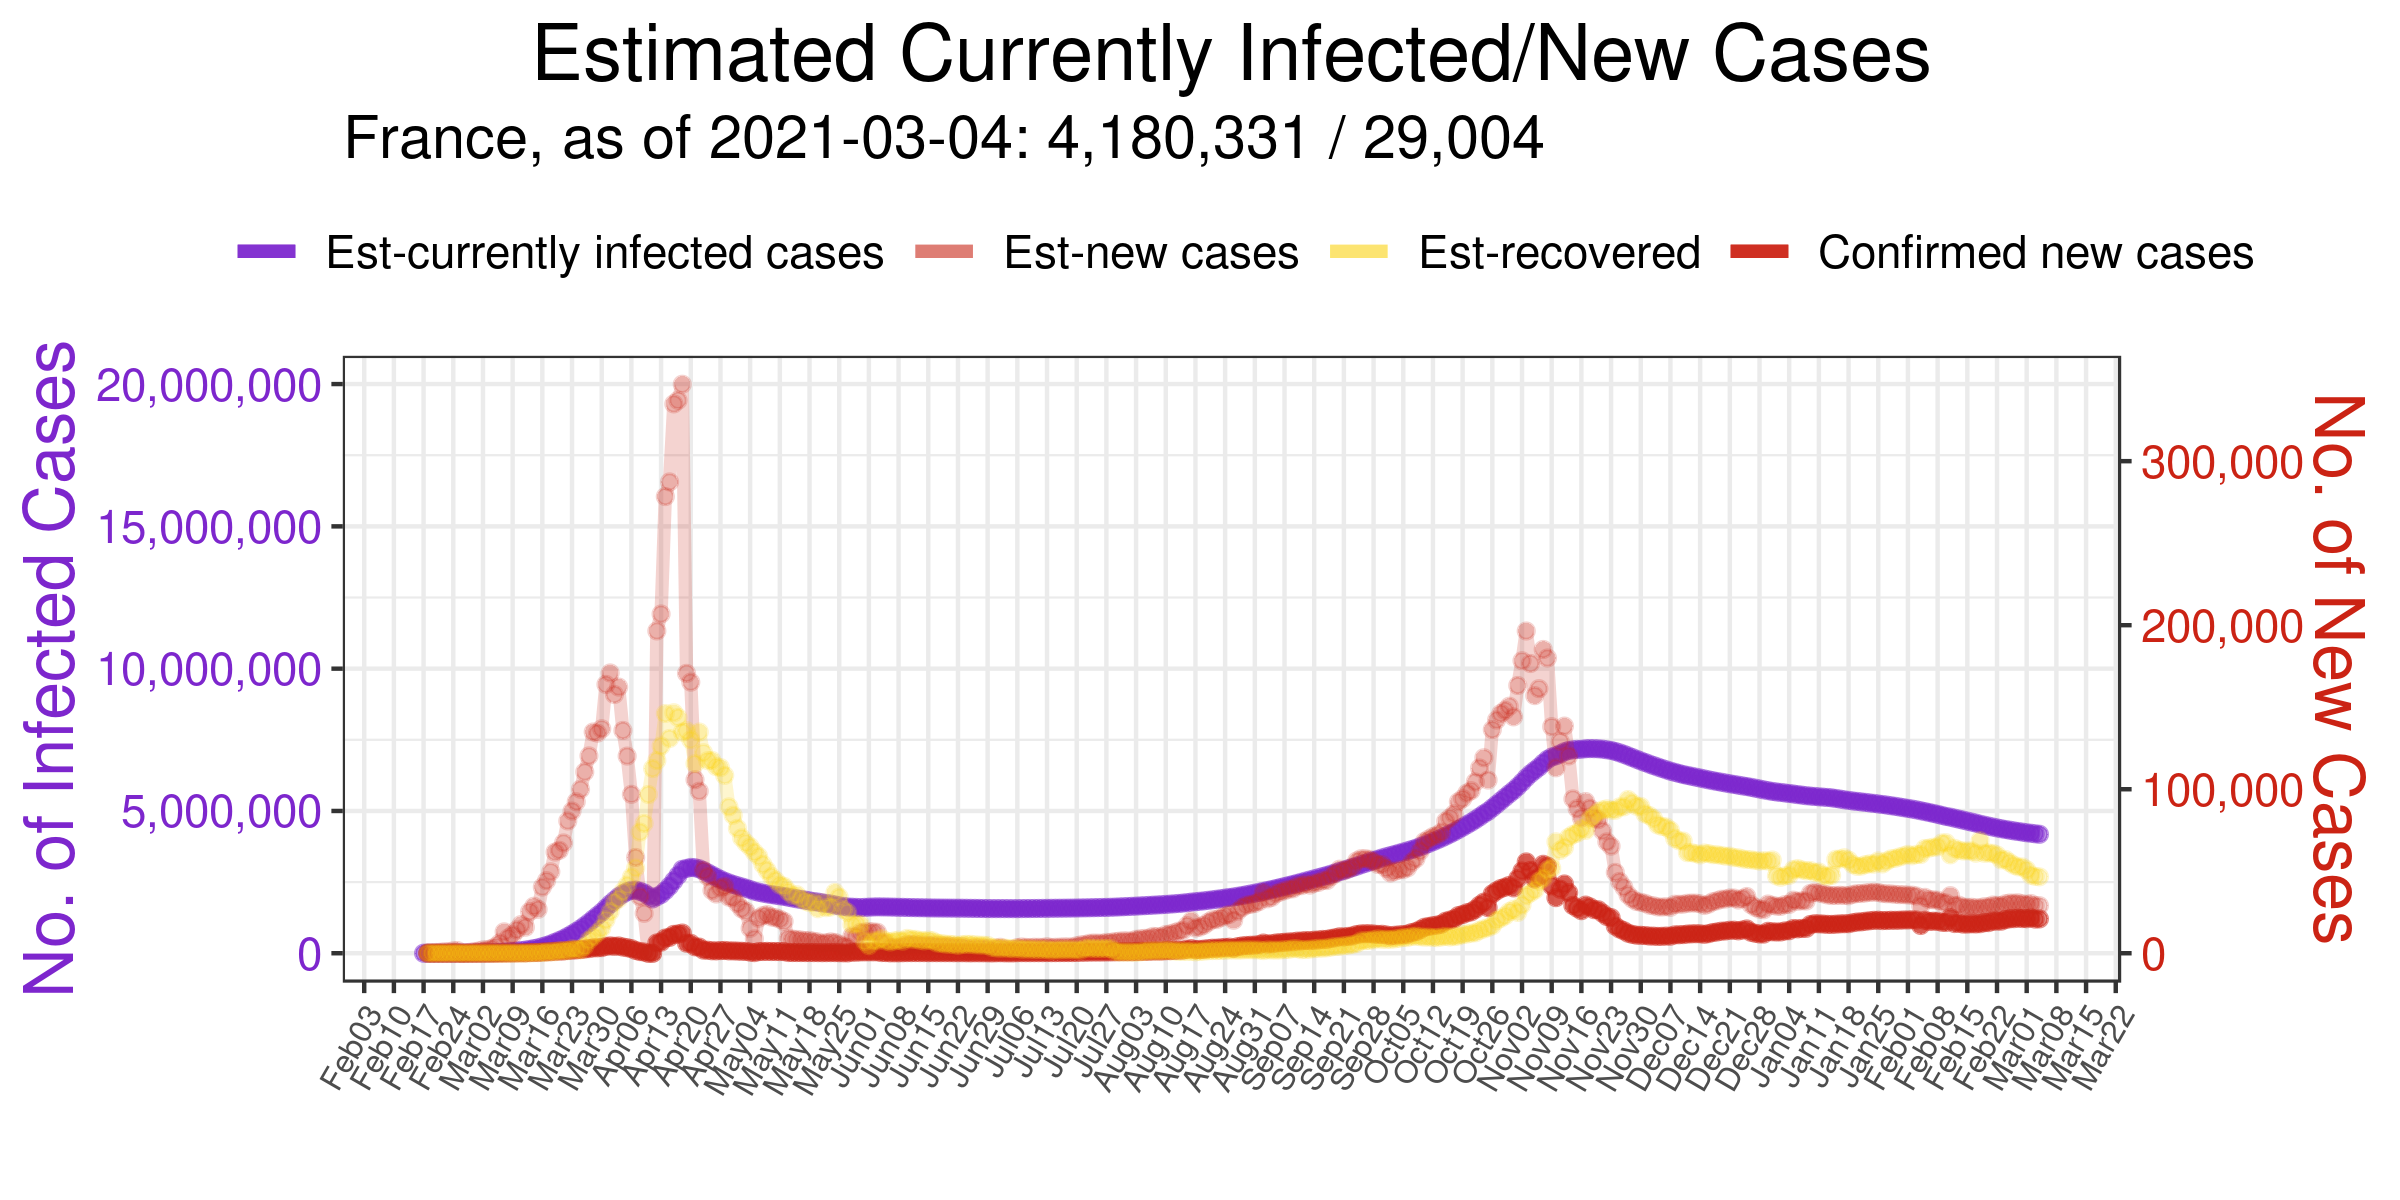 Estimated Currently Infected/New Cases
France, as of 2021-03-04: 4,180,331 / 29,004
Est-currently infected cases
Est-new cases
Est-recovered
Confirmed new cases
No. of Infected Cases
20,000,000
15,000,000
10,000,000
5,000,000
0
300,000
200,000
100,000
0
No. of New Cases
Feb03
Feb10
Feb17
Feb24
Mar02
Mar09
Mar16
Mar23
Mar30
Apr06
Apr13
Apr20
Apr27
May04
May11
May18
May25
Jun01
Jun08
Jun15
Jun22
Jun29
Jul06
Jul13
Jul20
Jul27
Aug03
Aug10
Aug17
Aug24
Aug31
Sep07
Sep14
Sep21
Sep28
Oct05
Oct12
Oct19
Oct26
Nov02
Nov09
Nov16
Nov23
Nov30
Dec07
Dec14
Dec21
Dec28
Jan04
Jan11
Jan18
Jan25
Feb01
Feb08
Feb15
Feb22
Mar01
Mar08
Mar15
Mar22